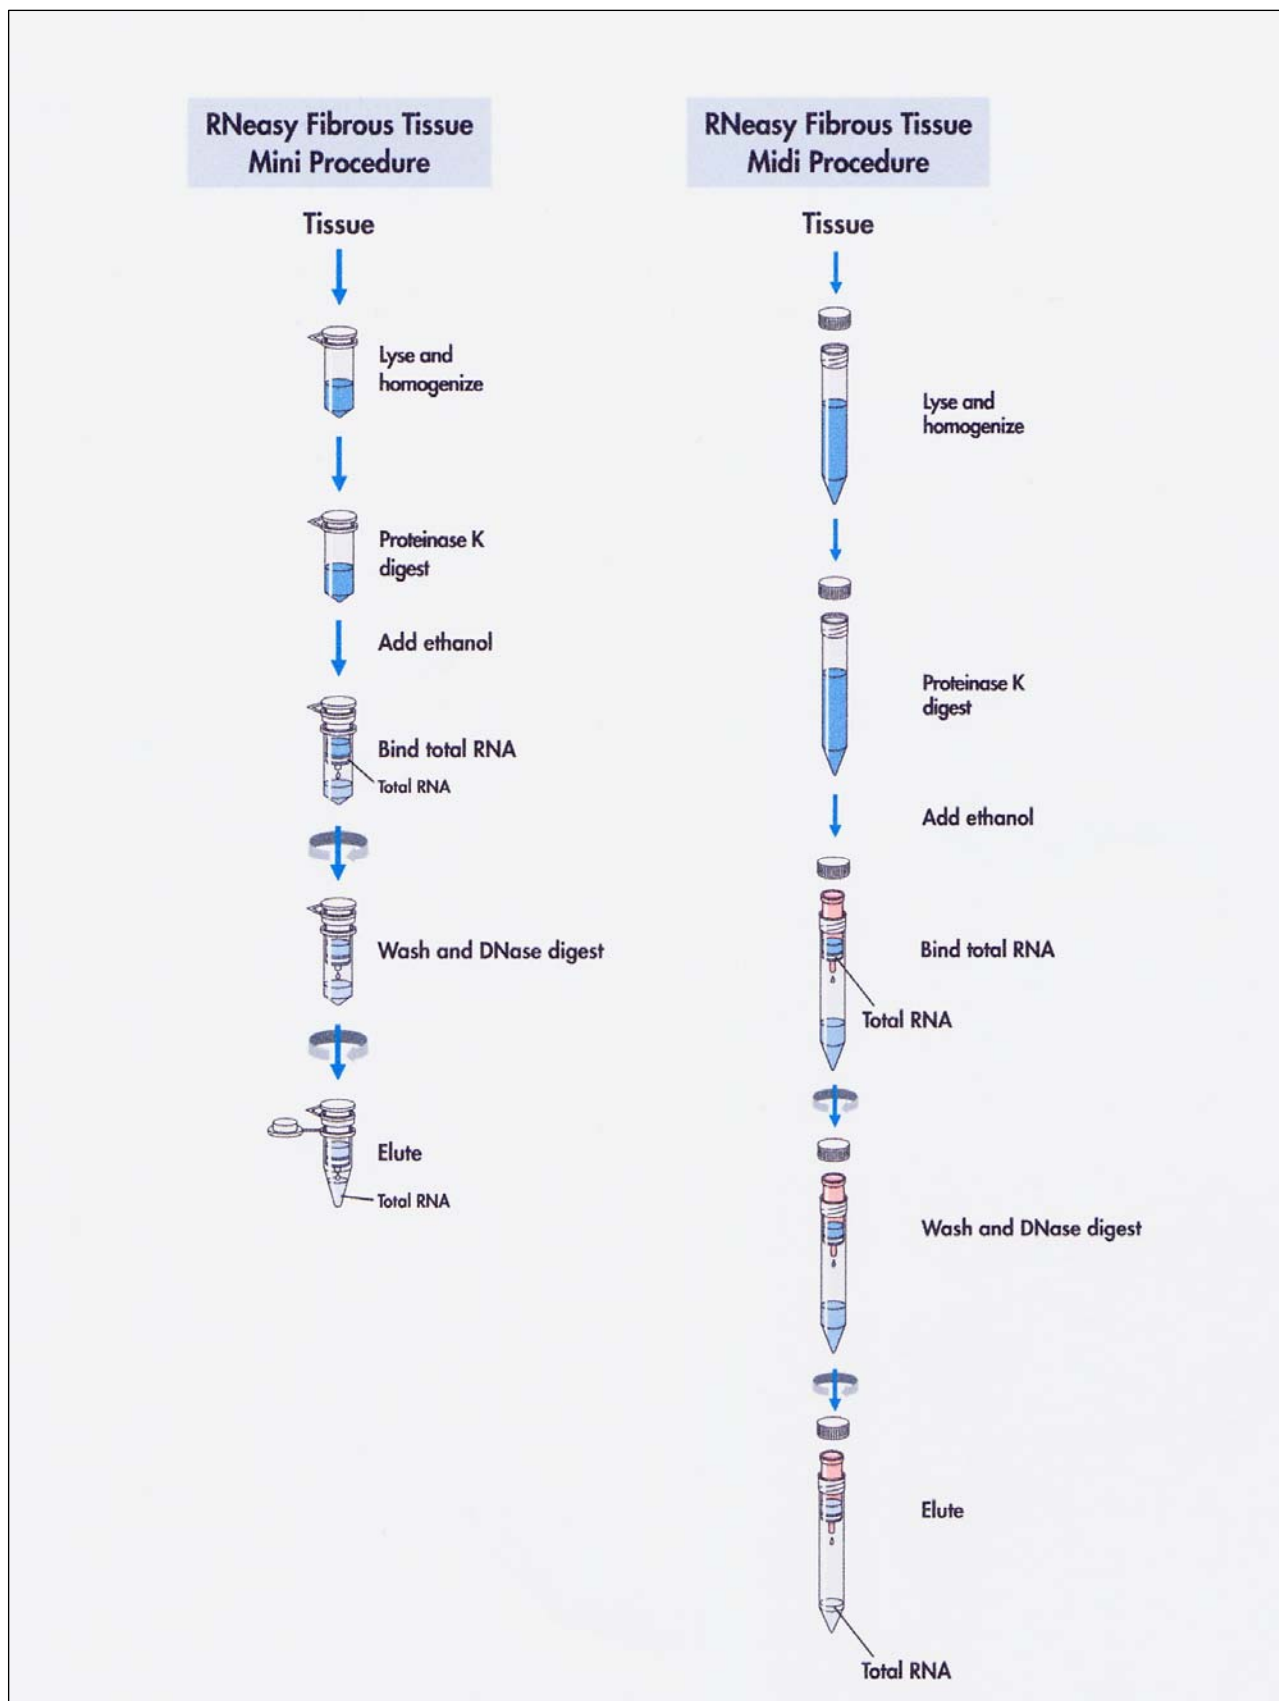 RNeasy Fibrous Tissue
Mini Procedure
Tissue
Lyse and
homogenize
Proteinase K
digest
Add ethanol
Bind total RNA
Total RNA
Wash and DNase digest
Elute
Total RNA
RNeasy Fibrous Tissue
Midi Procedure
Tissue
Lyse and
homogenize
Proteinase K
digest
Add ethanol
Bind total RNA
Total RNA
Wash and DNase digest
Elute
Total RNA